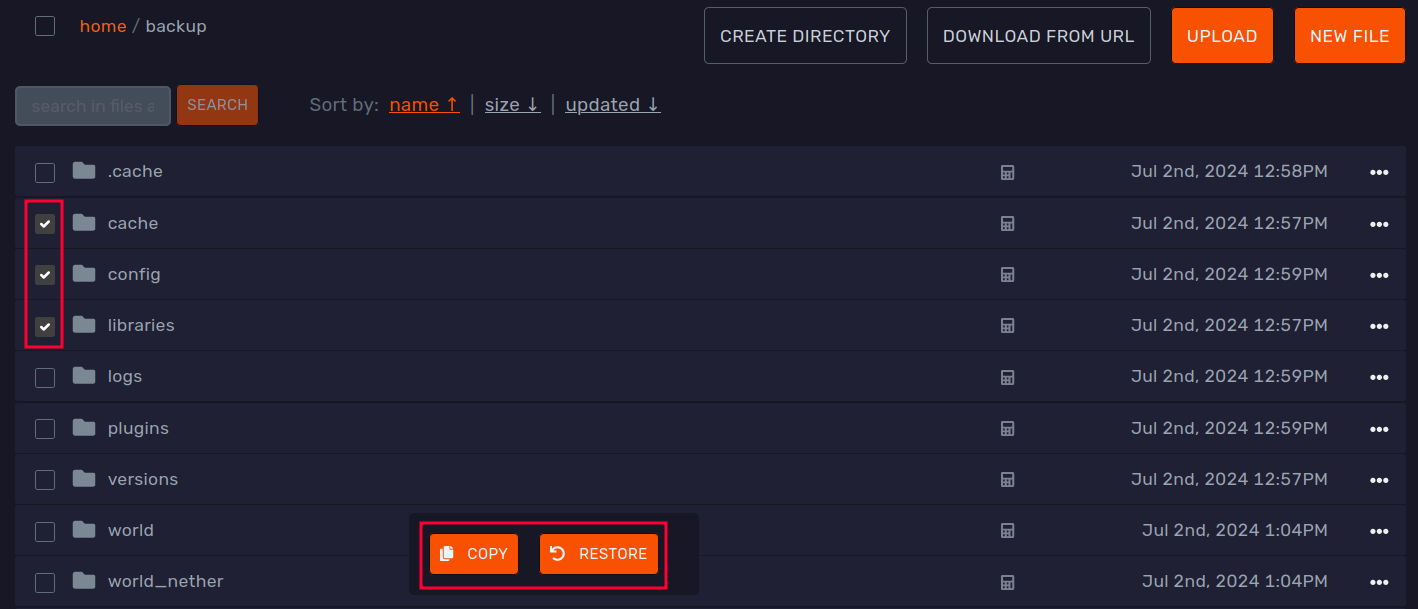 home / backup
CREATE DIRECTORY
DOWNLOAD FROM URL
UPLOAD
NEW FILE
search in files a
SEARCH
Sort by: name ↑ | size ↓ | updated ↓
.cache Jul 2nd, 2024 12:58PM
cache Jul 2nd, 2024 12:57PM
config Jul 2nd, 2024 12:59PM
libraries Jul 2nd, 2024 12:57PM
logs Jul 2nd, 2024 12:59PM
plugins Jul 2nd, 2024 12:59PM
versions Jul 2nd, 2024 12:57PM
world Jul 2nd, 2024 1:04PM
COPY RESTORE
world_nether Jul 2nd, 2024 1:04PM